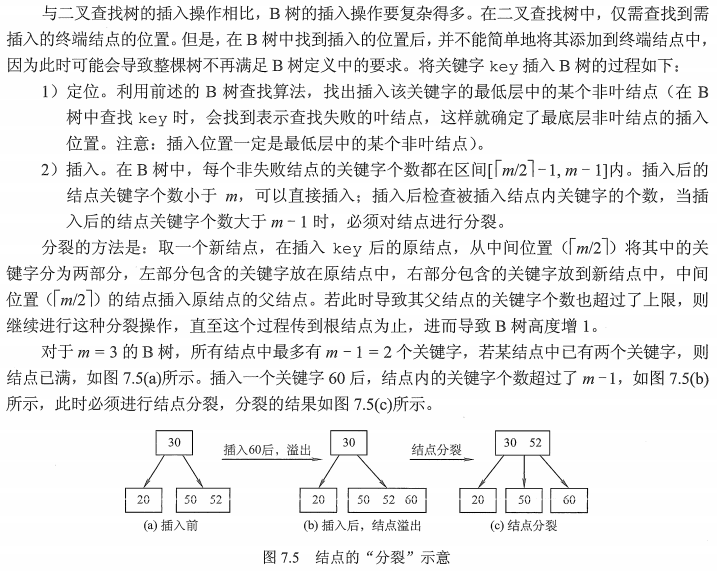 与二叉查找树的插入操作相比，B 树的插入操作要复杂得多。在二叉查找树中，仅需查找到需
插入的终端结点的位置。但是，在 B 树中找到插入的位置后，并不能简单地将其添加到终端结点中，
因为此时可能会导致整棵树不再满足 B 树定义中的要求。将关键字 key 插入 B 树的过程如下：
1）定位。利用前述的 B 树查找算法，找出插入该关键字的最低层中的某个非叶结点（在 B
树中查找 key 时，会找到表示查找失败的叶结点，这样就确定了最底层非叶结点的插入
位置。注意：插入位置一定是最低层中的某个非叶结点）。
2）插入。在 B 树中，每个非失败结点的关键字个数都在区间[⌈m/2⌉-1, m-1]内。插入后的
结点关键字个数小于 m，可以直接插入；插入后检查被插入结点内关键字的个数，当插
入后的结点关键字个数大于 m-1 时，必须对结点进行分裂。
分裂的方法是：取一个新结点，在插入 key 后的原结点，从中间位置（⌈m/2⌉）将其中的关
键字分为两部分，左部分包含的关键字放在原结点中，右部分包含的关键字放到新结点中，中间
位置（⌈m/2⌉）的结点插入原结点的父结点。若此时导致其父结点的关键字个数也超过了上限，则
继续进行这种分裂操作，直至这个过程传到根结点为止，进而导致 B 树高度增 1。
对于 m = 3 的 B 树，所有结点中最多有 m-1 = 2 个关键字，若某结点中已有两个关键字，则
结点已满，如图 7.5(a)所示。插入一个关键字 60 后，结点内的关键字个数超过了 m-1，如图 7.5(b)
所示，此时必须进行结点分裂，分裂的结果如图 7.5(c)所示。
30 插入60后，溢出 30 结点分裂 30 52
20 50 52 20 50 52 60 20 50 60
(a) 插入前 (b) 插入后，结点溢出 (c) 结点分裂
图 7.5 结点的“分裂”示意